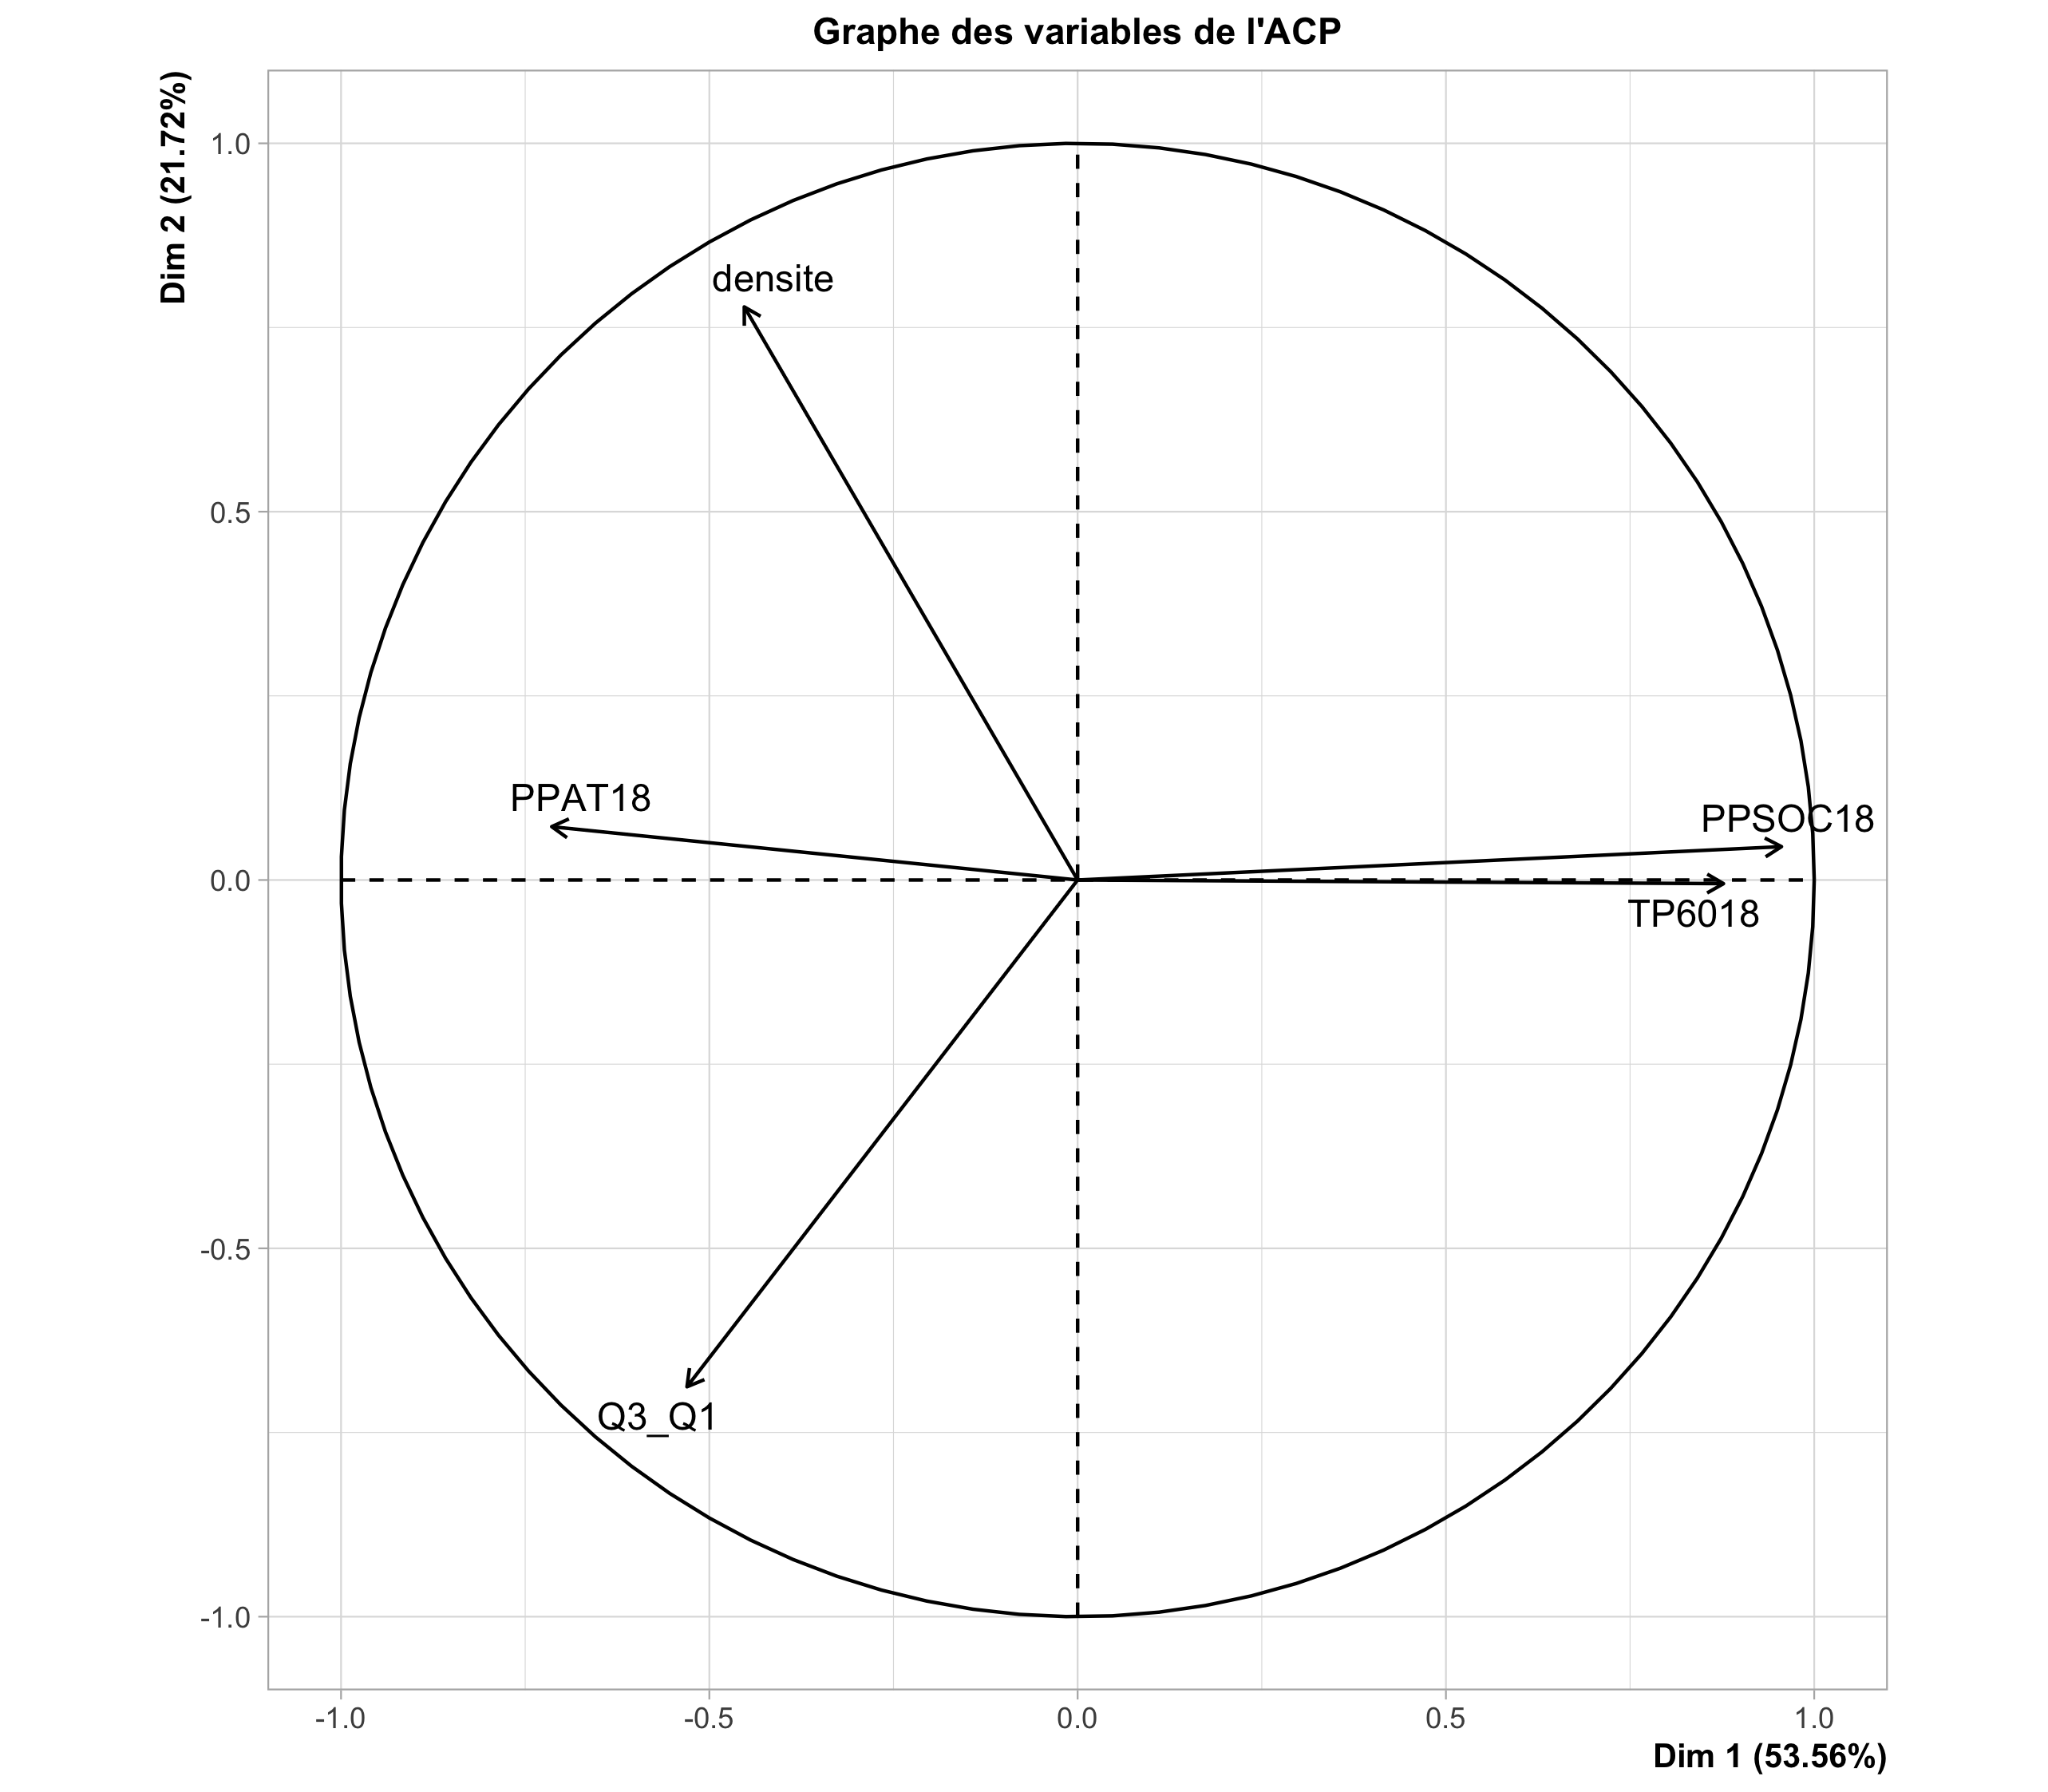 Graphe des variables de l'ACP
Dim 2 (21.72%)
1.0
densite
0.5
PPAT18
PPSOC18
0.0
TP6018
-0.5
Q3_Q1
-1.0
-1.0 -0.5 0.0 0.5 1.0
Dim 1 (53.56%)